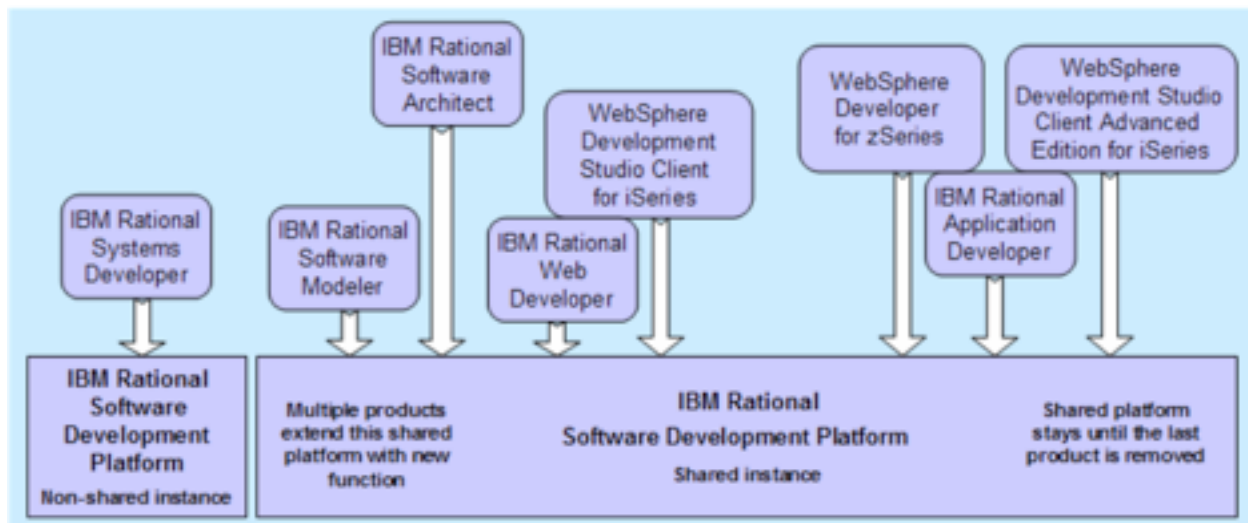 IBM Rational
Software
Architect
WebSphere
Development
Studio Client
for iSeries
WebSphere
Developer
for zSeries
WebSphere
Development Studio
Client Advanced
Edition for iSeries
IBM Rational
Systems
Developer
IBM Rational
Software
Modeler
IBM Rational
Web
Developer
IBM Rational
Application
Developer
IBM Rational
Software
Development
Platform
Non-shared instance
Multiple products
extend this shared
platform with new
function
IBM Rational
Software Development Platform
Shared instance
Shared platform
stays until the last
product is removed